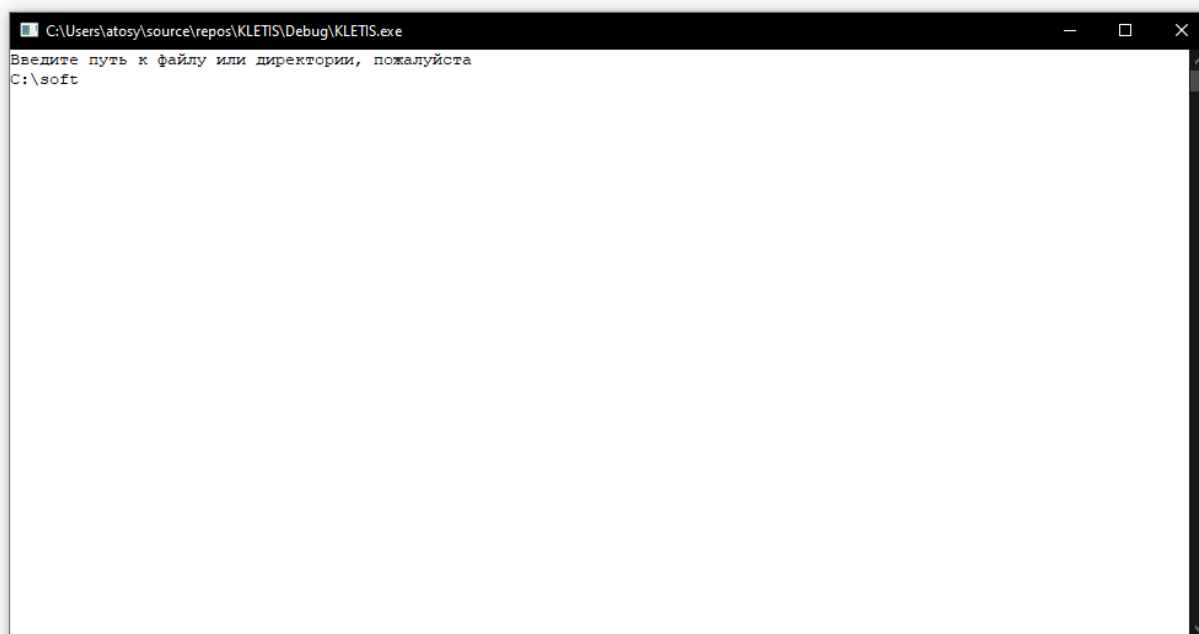 C:\Users\atosy\source\repos\KLETIS\Debug\KLETIS.exe
Введите путь к файлу или директории, пожалуйста
C:\soft